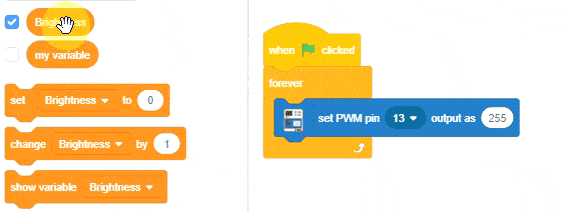 Brightness
my variable
set Brightness to 0
change Brightness by 1
show variable Brightness
when clicked
forever
set PWM pin 13 output as 255